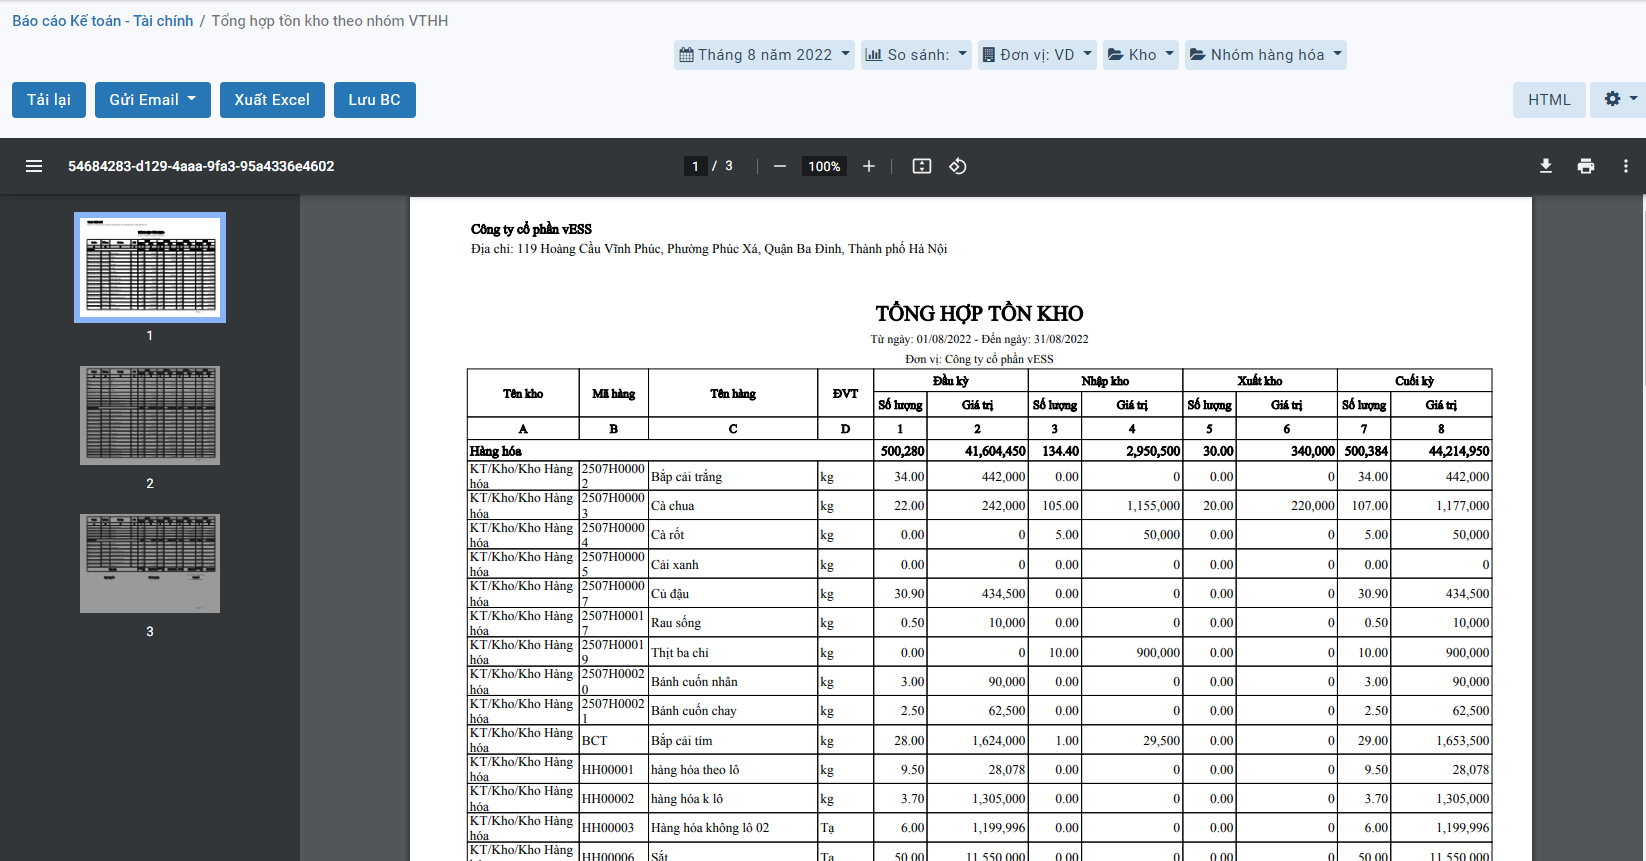 Báo cáo Kế toán - Tài chính / Tổng hợp tồn kho theo nhóm VTHH
Tháng 8 năm 2022 So sánh: Đơn vị: VD Kho Nhóm hàng hóa
Tải lại Gửi Email Xuất Excel Lưu BC HTML
54684283-d129-4aaa-9fa3-95a4336e4602 1 / 3 100%
1
2
3
Công ty cổ phần vESS
Địa chỉ: 119 Hoàng Cầu Vĩnh Phúc, Phường Phúc Xá, Quận Ba Đình, Thành phố Hà Nội
TỔNG HỢP TỒN KHO
Từ ngày: 01/08/2022 - Đến ngày: 31/08/2022
Đơn vị: Công ty cổ phần vESS
Tên kho Mã hàng Tên hàng ĐVT Đầu kỳ Nhập kho Xuất kho Cuối kỳ
Số lượng Giá trị Số lượng Giá trị Số lượng Giá trị Số lượng Giá trị
A B C D 1 2 3 4 5 6 7 8
Hàng hóa 500,280 41,604,450 134.40 2,950,500 30.00 340,000 500,384 44,214,950
KT/Kho/Kho Hàng hóa 2507H00002 Bắp cải trắng kg 34.00 442,000 0.00 0 0.00 0 34.00 442,000
KT/Kho/Kho Hàng hóa 2507H00003 Cà chua kg 22.00 242,000 105.00 1,155,000 20.00 220,000 107.00 1,177,000
KT/Kho/Kho Hàng hóa 2507H00004 Cà rốt kg 0.00 0 5.00 50,000 0.00 0 5.00 50,000
KT/Kho/Kho Hàng hóa 2507H00005 Cải xanh kg 0.00 0 0.00 0 0.00 0 0.00 0
KT/Kho/Kho Hàng hóa 2507H00007 Củ đậu kg 30.90 434,500 0.00 0 0.00 0 30.90 434,500
KT/Kho/Kho Hàng hóa 2507H00017 Rau sống kg 0.50 10,000 0.00 0 0.00 0 0.50 10,000
KT/Kho/Kho Hàng hóa 2507H00019 Thịt ba chỉ kg 0.00 0 10.00 900,000 0.00 0 10.00 900,000
KT/Kho/Kho Hàng hóa 2507H00020 Bánh cuốn nhân kg 3.00 90,000 0.00 0 0.00 0 3.00 90,000
KT/Kho/Kho Hàng hóa 2507H00021 Bánh cuốn chay kg 2.50 62,500 0.00 0 0.00 0 2.50 62,500
KT/Kho/Kho Hàng hóa BCT Bắp cải tím kg 28.00 1,624,000 1.00 29,500 0.00 0 29.00 1,653,500
KT/Kho/Kho Hàng hóa HH00001 hàng hóa theo lô kg 9.50 28,078 0.00 0 0.00 0 9.50 28,078
KT/Kho/Kho Hàng hóa HH00002 hàng hóa k lô kg 3.70 1,305,000 0.00 0 0.00 0 3.70 1,305,000
KT/Kho/Kho Hàng hóa HH00003 Hàng hóa không lô 02 Tạ 6.00 1,199,996 0.00 0 0.00 0 6.00 1,199,996
KT/Kho/Kho Hàng HH00006 Sắt Tạ 50.00 11,550,000 0.00 0 0.00 0 50.00 11,550,000